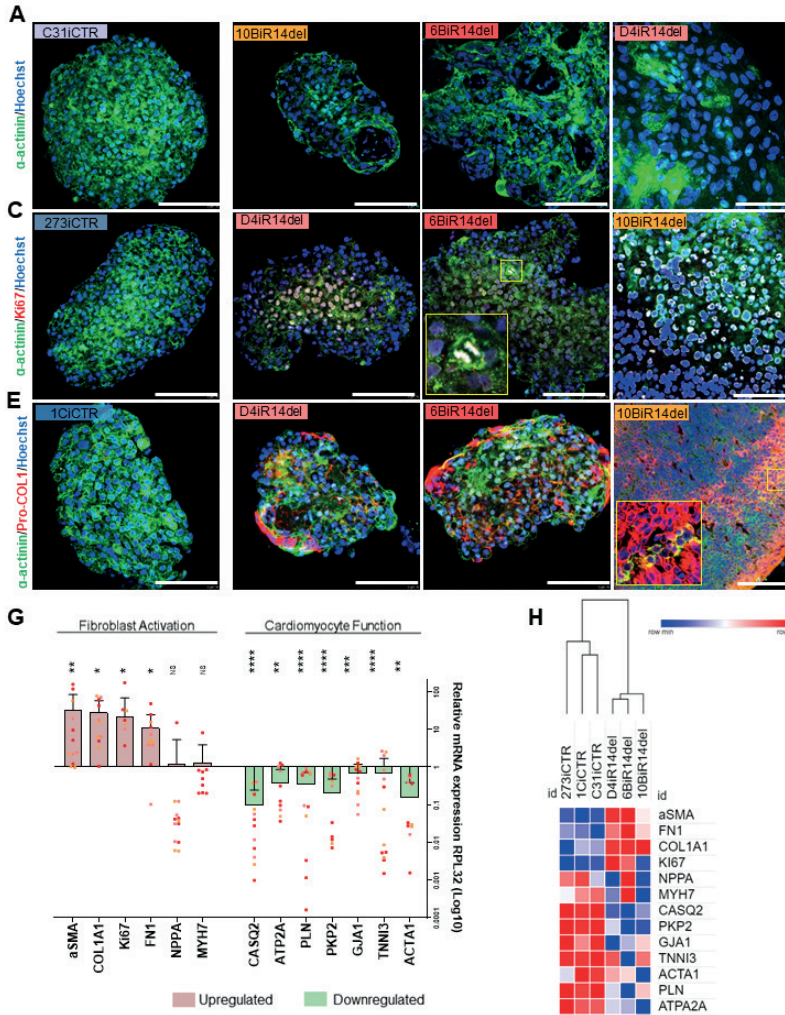 A
C31iCTR
10BiR14del
6BiR14del
D4iR14del
α-actinin/Hoechst
C
273iCTR
D4iR14del
6BiR14del
10BiR14del
α-actinin/Ki67/Hoechst
E
1CiCTR
D4iR14del
6BiR14del
10BiR14del
α-actinin/Pro-COL1/Hoechst
G
Fibroblast Activation
Cardiomyocyte Function
** * * * NS NS **** ** **** **** *** **** **
100
10
1
0.1
0.01
0.001
0.0001
Relative mRNA expression RPL32 (Log10)
aSMA
COL1A1
Ki67
FN1
NPPA
MYH7
CASQ2
ATP2A
PLN
PKP2
GJA1
TNNI3
ACTA1
Upregulated
Downregulated
H
row min
row
273iCTR
1CiCTR
C31iCTR
D4iR14del
6BiR14del
10BiR14del
id
id
aSMA
FN1
COL1A1
KI67
NPPA
MYH7
CASQ2
PKP2
GJA1
TNNI3
ACTA1
PLN
ATPA2A